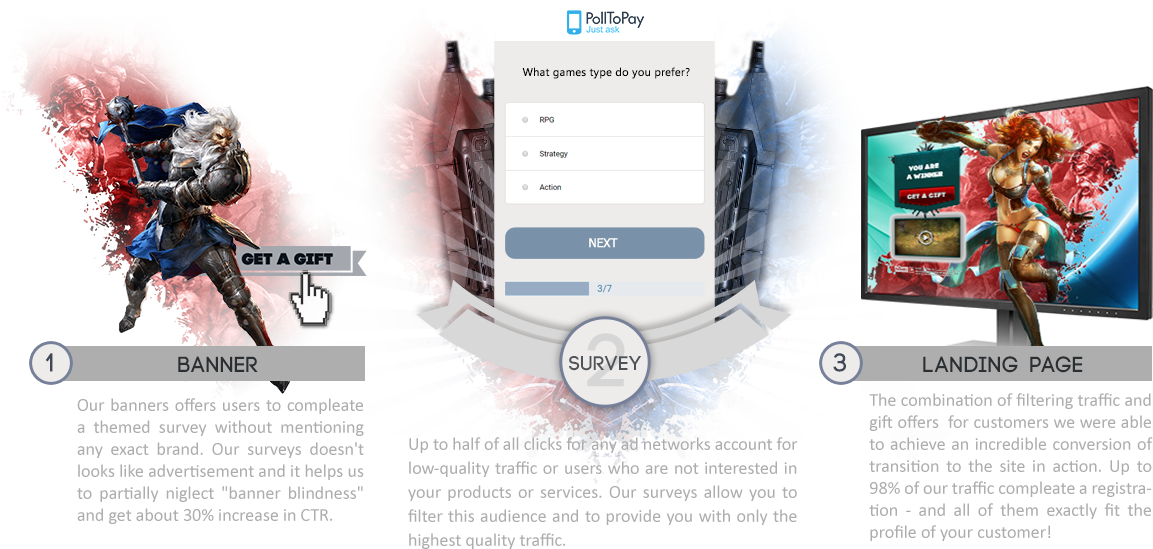 PollToPay
Just ask
What games type do you prefer?
RPG
Strategy
Action
NEXT
3/7
GET A GIFT
YOU ARE
A WINNER
GET A GIFT
1
BANNER
Our banners offers users to compleate
a themed survey without mentioning
any exact brand. Our surveys doesn't
looks like advertisement and it helps us
to partially niglect "banner blindness"
and get about 30% increase in CTR.
2
SURVEY
Up to half of all clicks for any ad networks account for
low-quality traffic or users who are not interested in
your products or services. Our surveys allow you to
filter this audience and to provide you with only the
highest quality traffic.
3
LANDING PAGE
The combination of filtering traffic and
gift offers for customers we were able
to achieve an incredible conversion of
transition to the site in action. Up to
98% of our traffic compleate a registra-
tion - and all of them exactly fit the
profile of your customer!